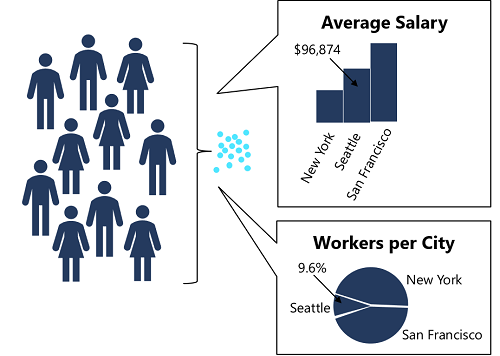 Average Salary
$96,874
New York
Seattle
San Francisco
Workers per City
9.6%
New York
Seattle
San Francisco